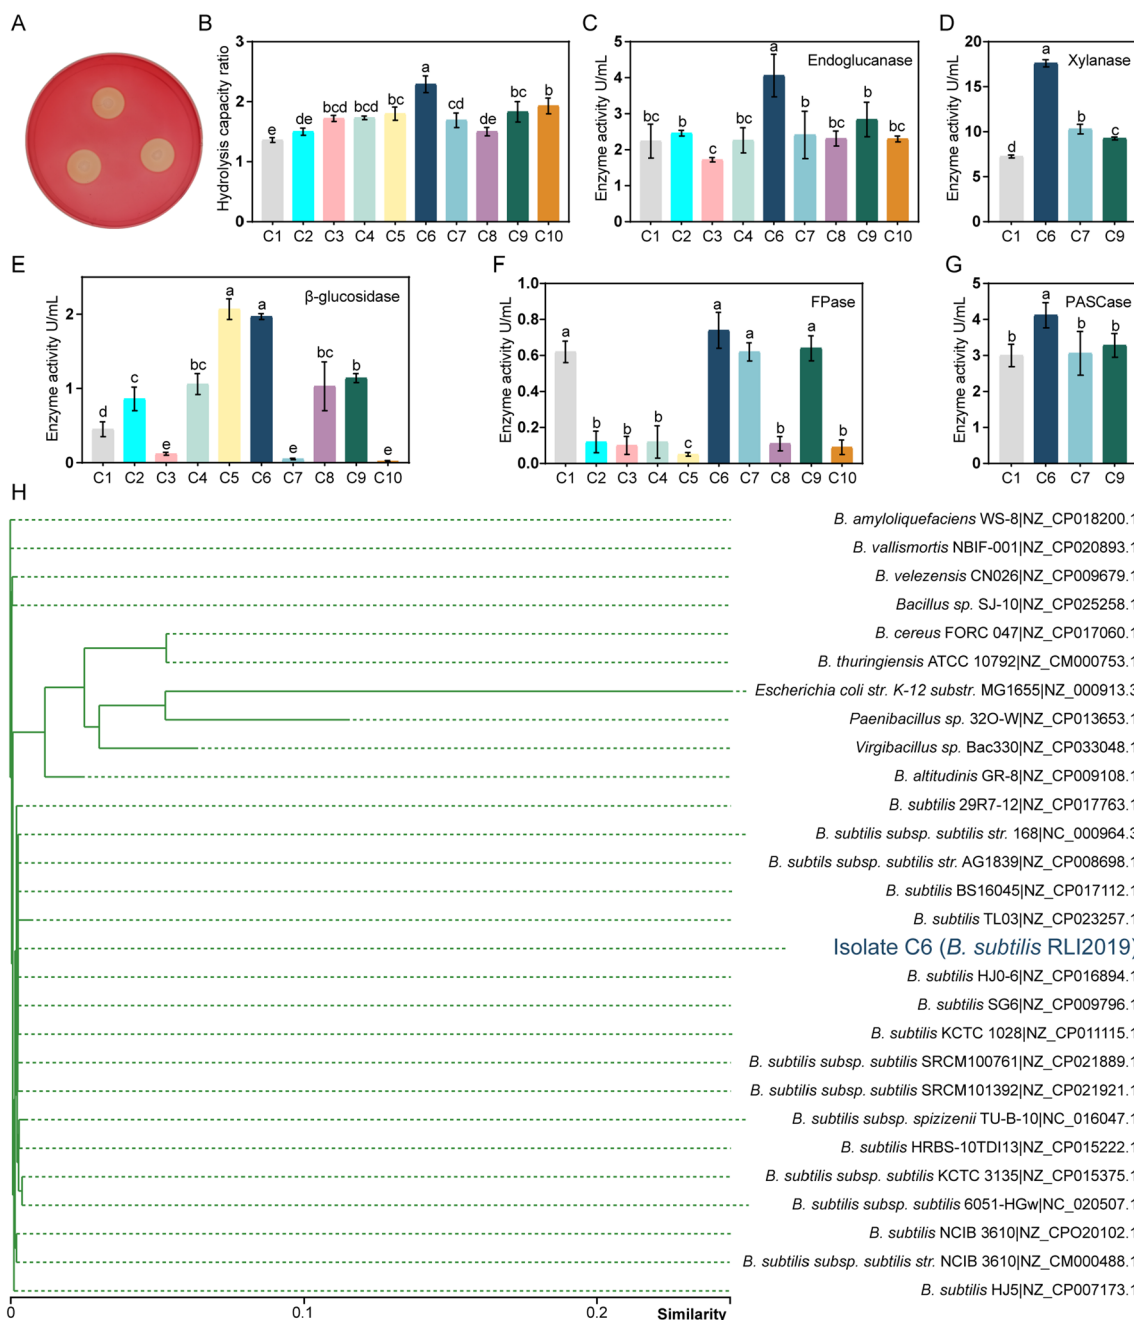 A
B
Hydrolysis capacity ratio
3
2
1
0
e
de
bcd
bcd
bc
a
cd
de
bc
b
C1 C2 C3 C4 C5 C6 C7 C8 C9 C10
C
Endoglucanase
Enzyme activity U/mL
5
4
3
2
1
0
bc
b
c
bc
a
b
bc
bc
bc
C1 C2 C3 C4 C6 C7 C8 C9 C10
D
Xylanase
Enzyme activity U/mL
20
15
10
5
0
d
a
b
c
C1 C6 C7 C9
E
β-glucosidase
Enzyme activity U/mL
2
1
0
d
c
e
bc
a
a
e
bc
b
e
C1 C2 C3 C4 C5 C6 C7 C8 C9 C10
F
FPase
Enzyme activity U/mL
1.0
0.8
0.6
0.4
0.2
0.0
a
b
b
b
c
a
a
b
a
b
C1 C2 C3 C4 C5 C6 C7 C8 C9 C10
G
PASCase
Enzyme activity U/mL
5
4
3
2
1
0
b
a
b
b
C1 C6 C7 C9
H
B. amyloliquefaciens WS-8|NZ_CP018200.1
B. vallismortis NBIF-001|NZ_CP020893.1
B. velezensis CN026|NZ_CP009679.1
Bacillus sp. SJ-10|NZ_CP025258.1
B. cereus FORC 047|NZ_CP017060.1
B. thuringiensis ATCC 10792|NZ_CM000753.1
Escherichia coli str. K-12 substr. MG1655|NZ_000913.3
Paenibacillus sp. 32O-W|NZ_CP013653.1
Virgibacillus sp. Bac330|NZ_CP033048.1
B. altitudinis GR-8|NZ_CP009108.1
B. subtilis 29R7-12|NZ_CP017763.1
B. subtilis subsp. subtilis str. 168|NC_000964.3
B. subtils subsp. subtilis str. AG1839|NZ_CP008698.1
B. subtilis BS16045|NZ_CP017112.1
B. subtilis TL03|NZ_CP023257.1
Isolate C6 (B. subtilis RLI2019)
B. subtilis HJ0-6|NZ_CP016894.1
B. subtilis SG6|NZ_CP009796.1
B. subtilis KCTC 1028|NZ_CP011115.1
B. subtilis subsp. subtilis SRCM100761|NZ_CP021889.1
B. subtilis subsp. subtilis SRCM101392|NZ_CP021921.1
B. subtilis subsp. spizizenii TU-B-10|NC_016047.1
B. subtilis HRBS-10TDI13|NZ_CP015222.1
B. subtilis subsp. subtilis KCTC 3135|NZ_CP015375.1
B. subtilis subsp. subtilis 6051-HGw|NC_020507.1
B. subtilis NCIB 3610|NZ_CPO20102.1
B. subtilis subsp. subtilis str. NCIB 3610|NZ_CM000488.1
B. subtilis HJ5|NZ_CP007173.1
0 0.1 0.2 Similarity